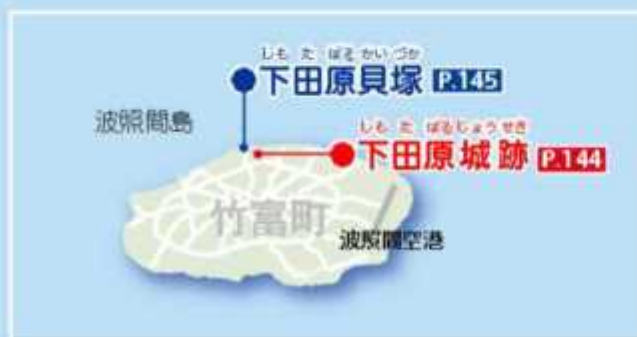 しもたばるかいづか
下田原貝塚 P.145
波照間島
しもたばるじょうせき
下田原城跡 P.144
竹富町
波照間空港